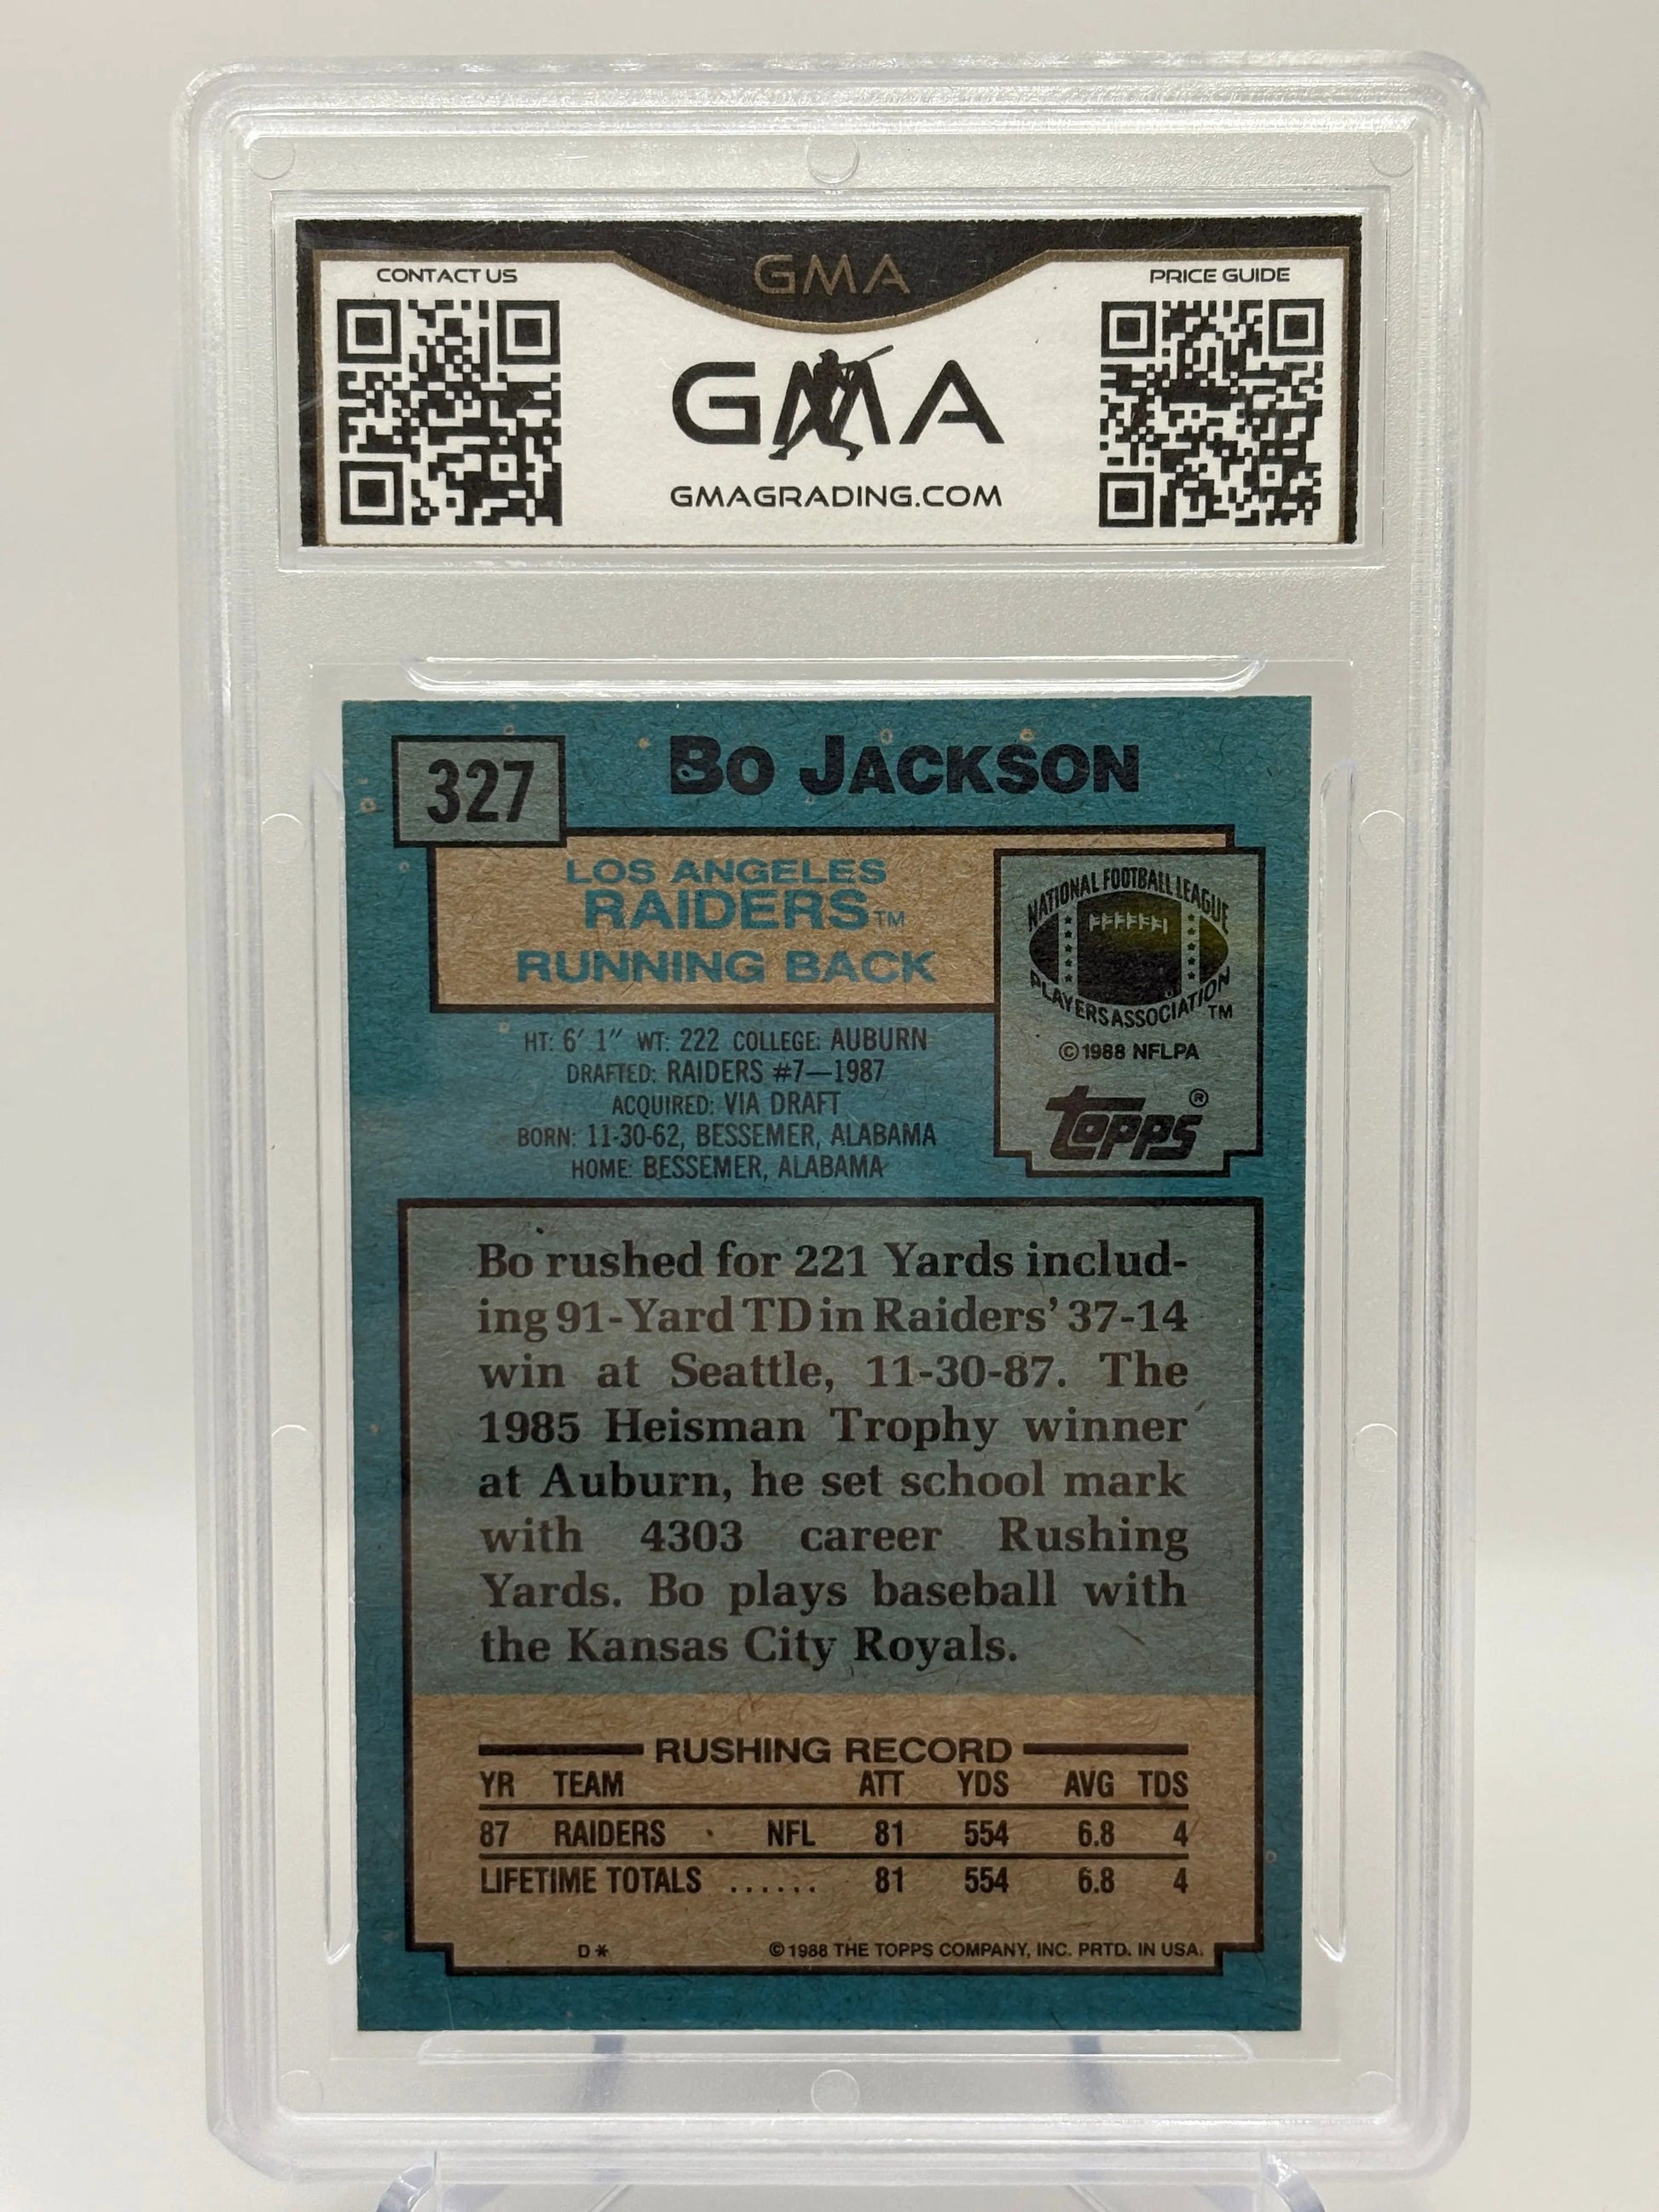 GMA
CONTACT US
PRICE GUIDE
GMA
GMAGRADING.COM
327
BO JACKSON
LOS ANGELES
RAIDERS™
RUNNING BACK
NATIONAL FOOTBALL LEAGUE
PLAYERS ASSOCIATION™
©1988 NFLPA
topps®
HT: 6' 1" WT: 222 COLLEGE: AUBURN
DRAFTED: RAIDERS #7—1987
ACQUIRED: VIA DRAFT
BORN: 11-30-62, BESSEMER, ALABAMA
HOME: BESSEMER, ALABAMA
Bo rushed for 221 Yards includ-
ing 91-Yard TD in Raiders' 37-14
win at Seattle, 11-30-87. The
1985 Heisman Trophy winner
at Auburn, he set school mark
with 4303 career Rushing
Yards. Bo plays baseball with
the Kansas City Royals.
RUSHING RECORD
YR TEAM ATT YDS AVG TDS
87 RAIDERS NFL 81 554 6.8 4
LIFETIME TOTALS ...... 81 554 6.8 4
D* ©1988 THE TOPPS COMPANY, INC. PRTD. IN USA.